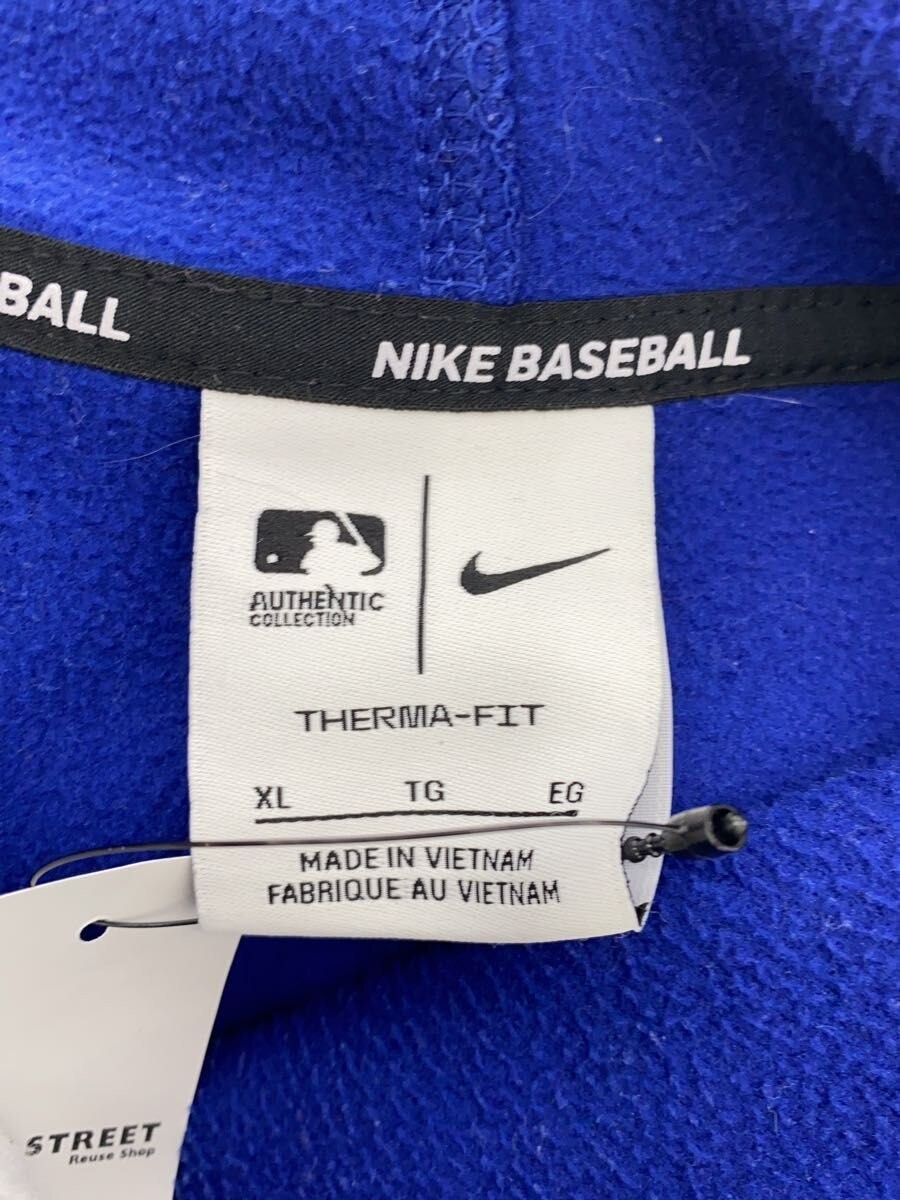 BALL
NIKE BASEBALL
AUTHENTIC
COLLECTION
THERMA-FIT
XL TG EG
MADE IN VIETNAM
FABRIQUE AU VIETNAM
STREET
Reuse Shop